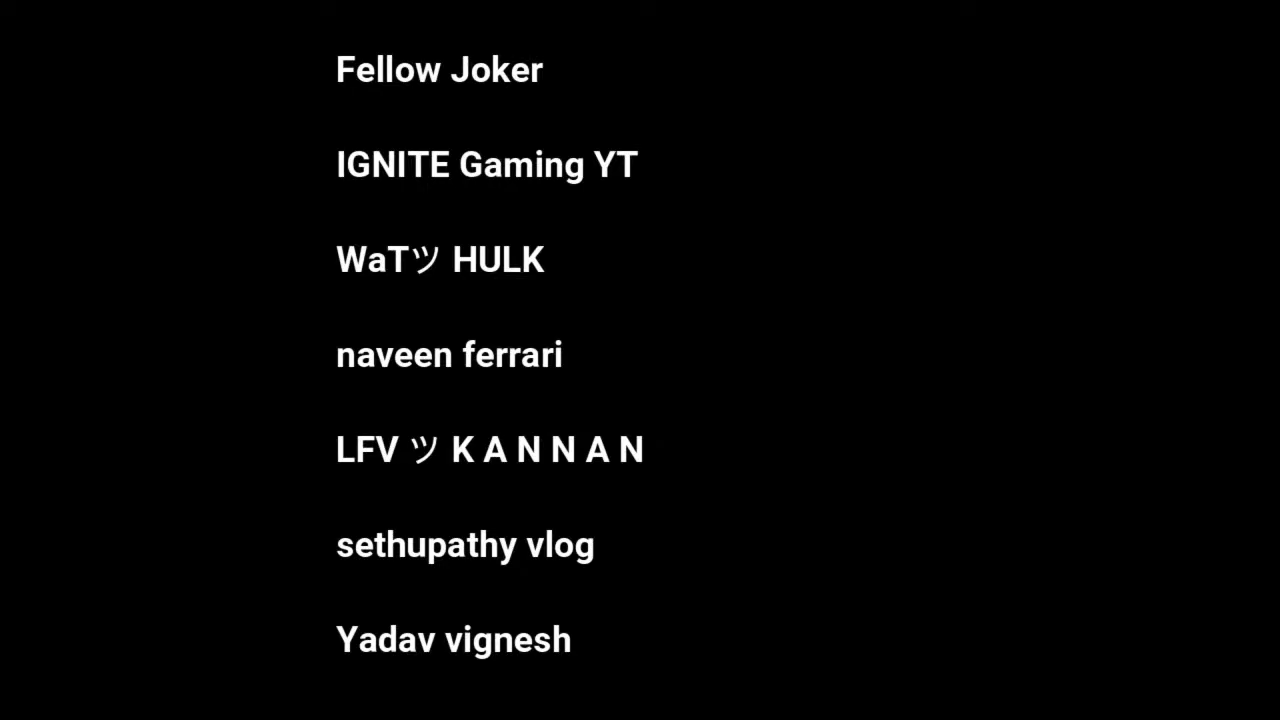 Fellow Joker
IGNITE Gaming YT
WaTツ HULK
naveen ferrari
LFV ツ K A N N A N
sethupathy vlog
Yadav vignesh